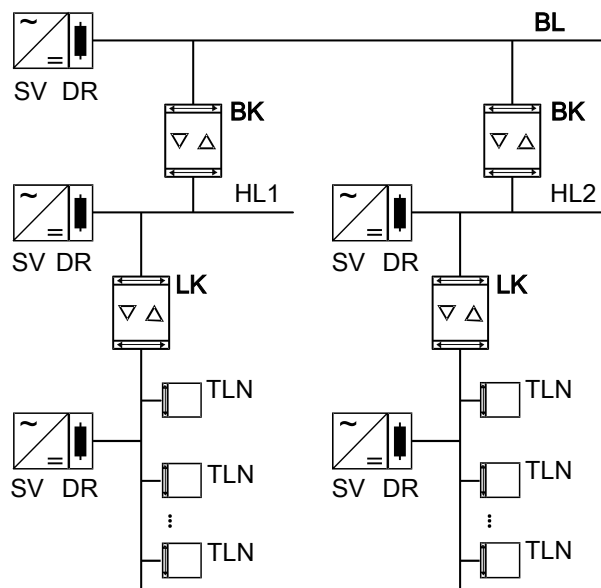 BL
SV DR
BK BK
HL1 HL2
SV DR SV DR
LK LK
TLN TLN
SV DR SV DR
TLN TLN
TLN TLN